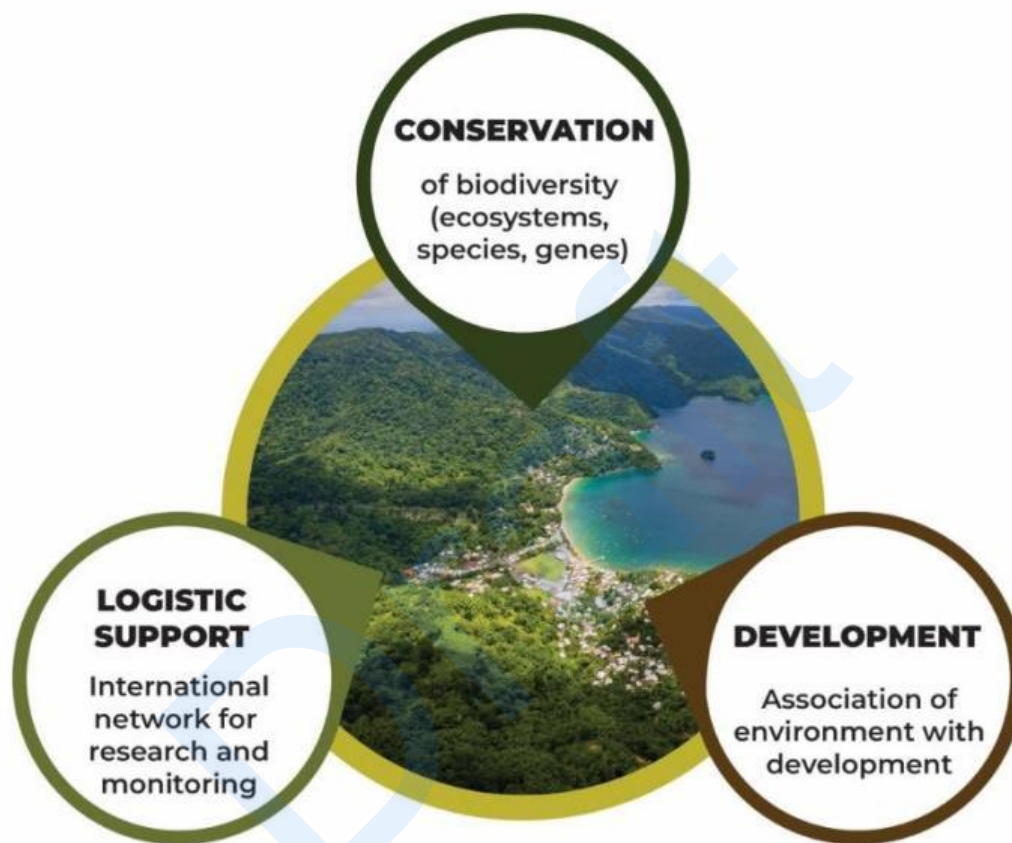 CONSERVATION
of biodiversity
(ecosystems,
species, genes)
LOGISTIC
SUPPORT
International
network for
research and
monitoring
DEVELOPMENT
Association of
environment with
development